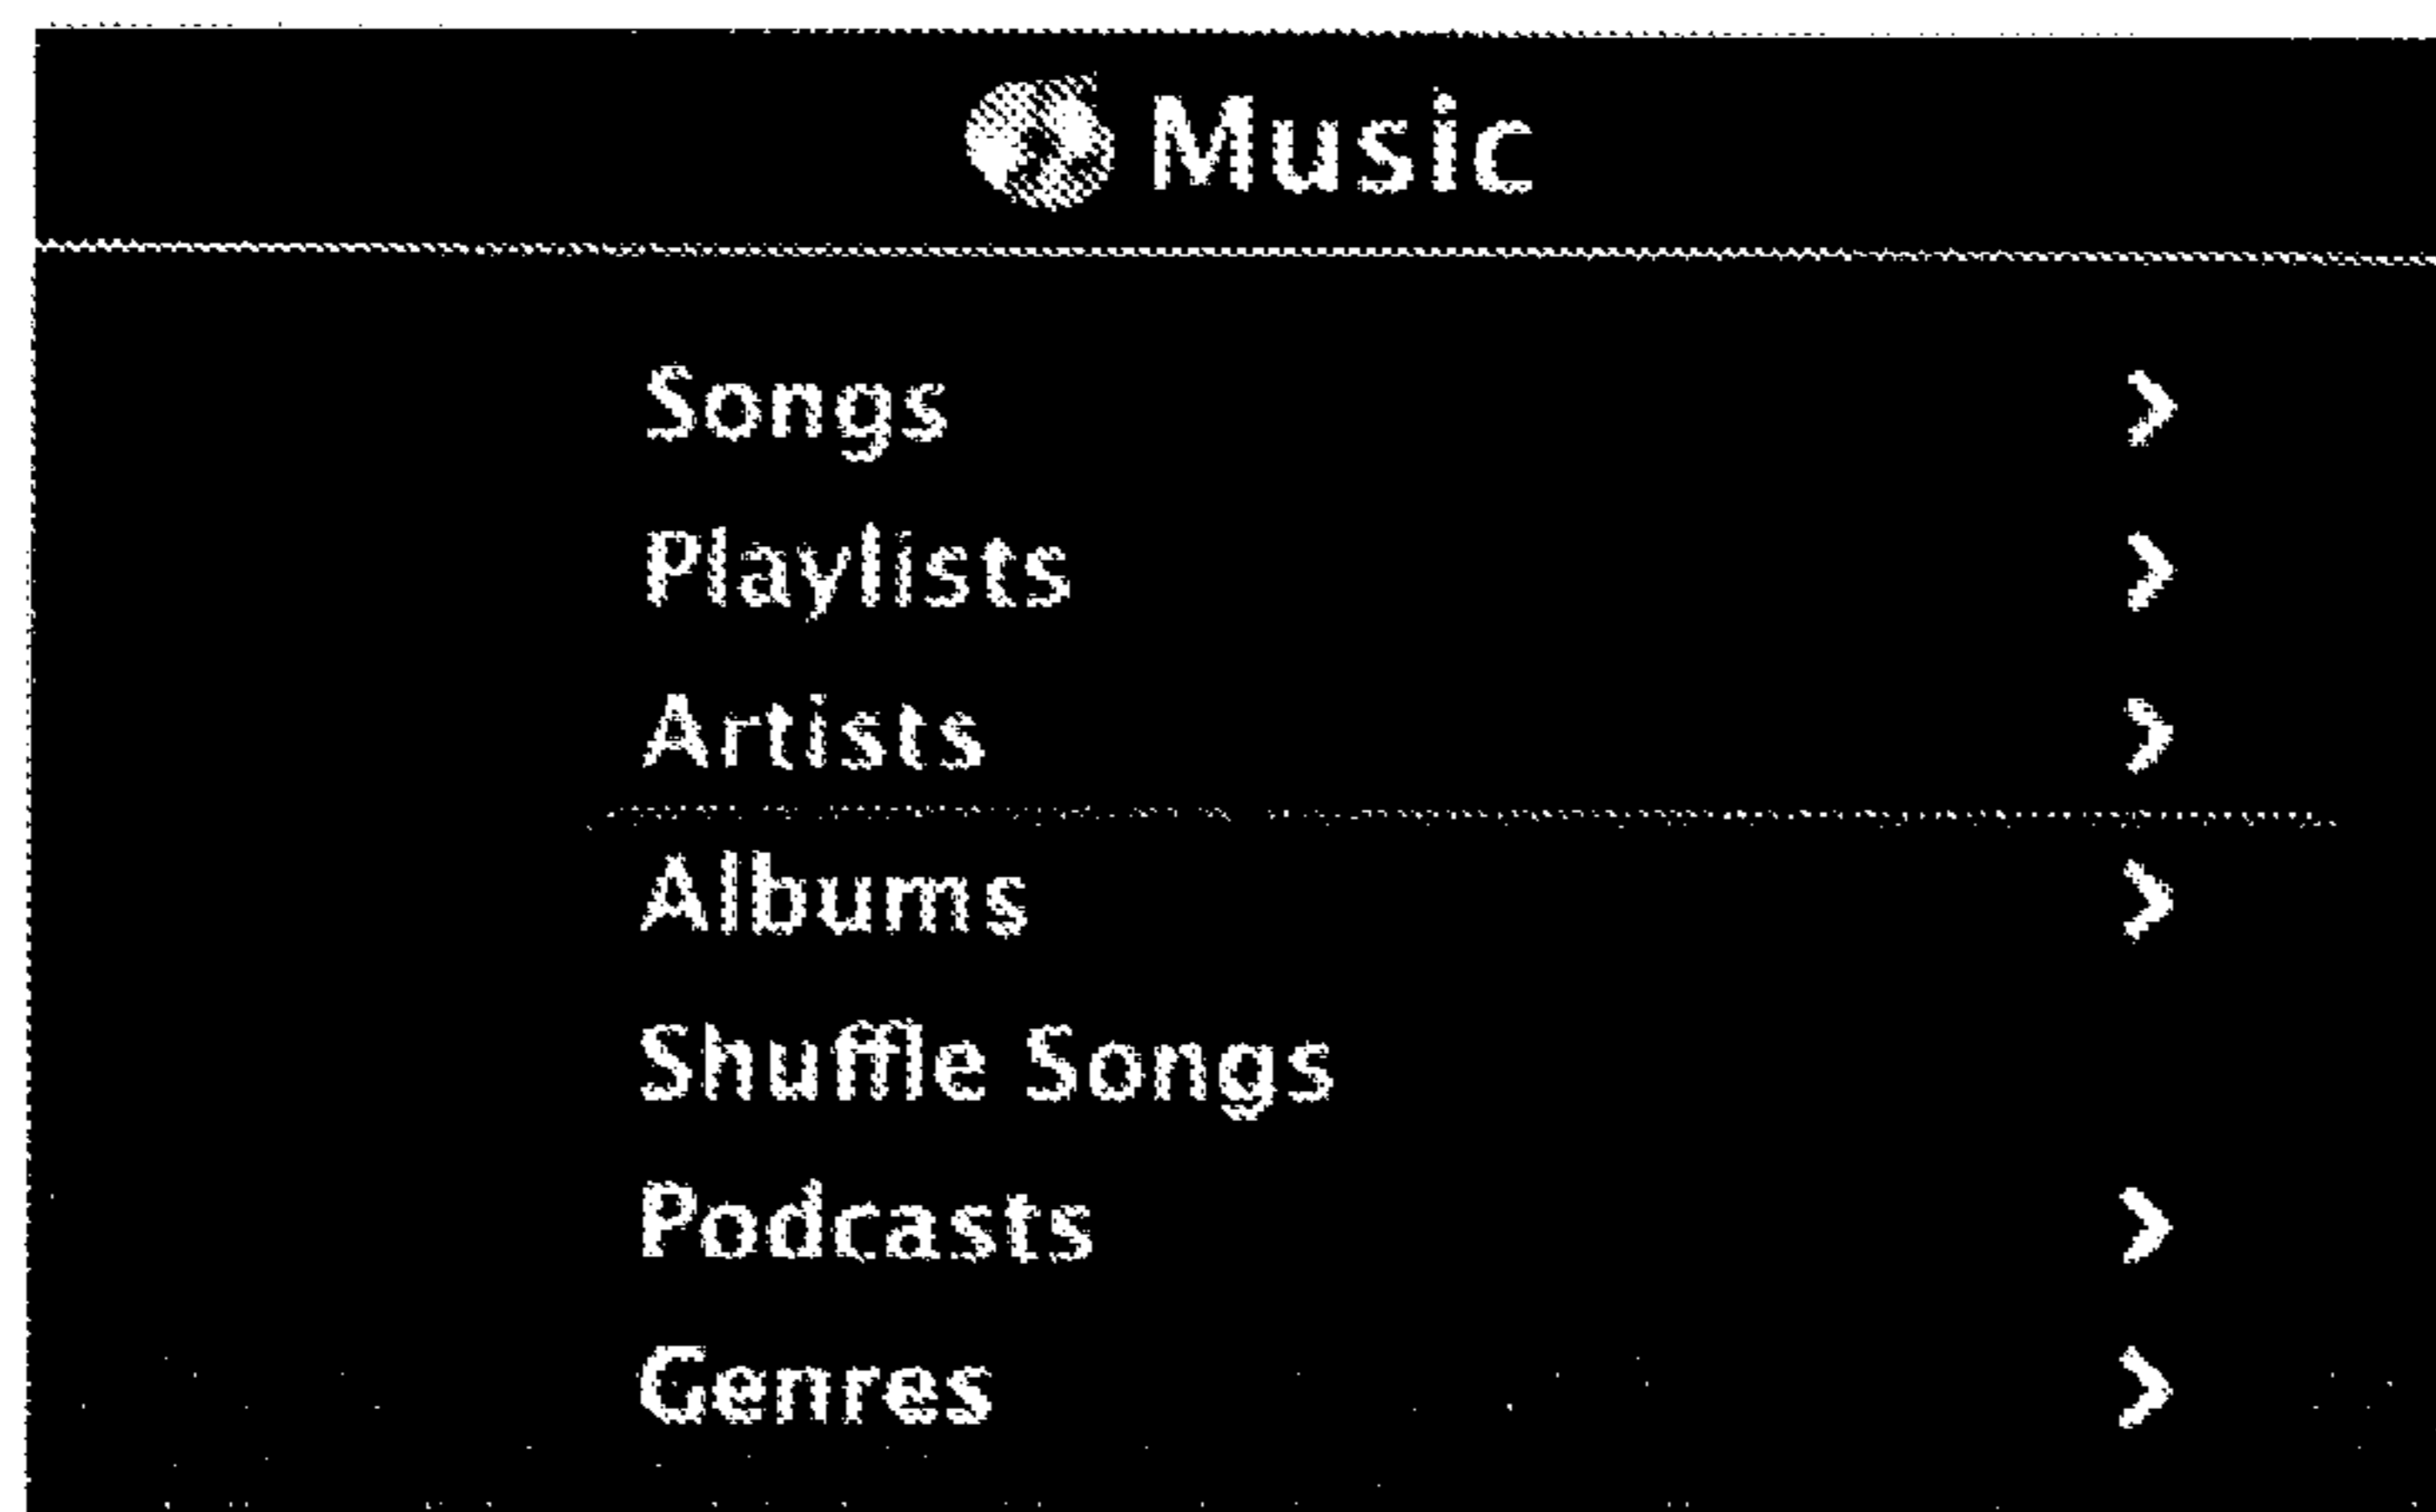 Music
Songs
Playlists
Artists
Albums
Shuffle Songs
Podcasts
Genres